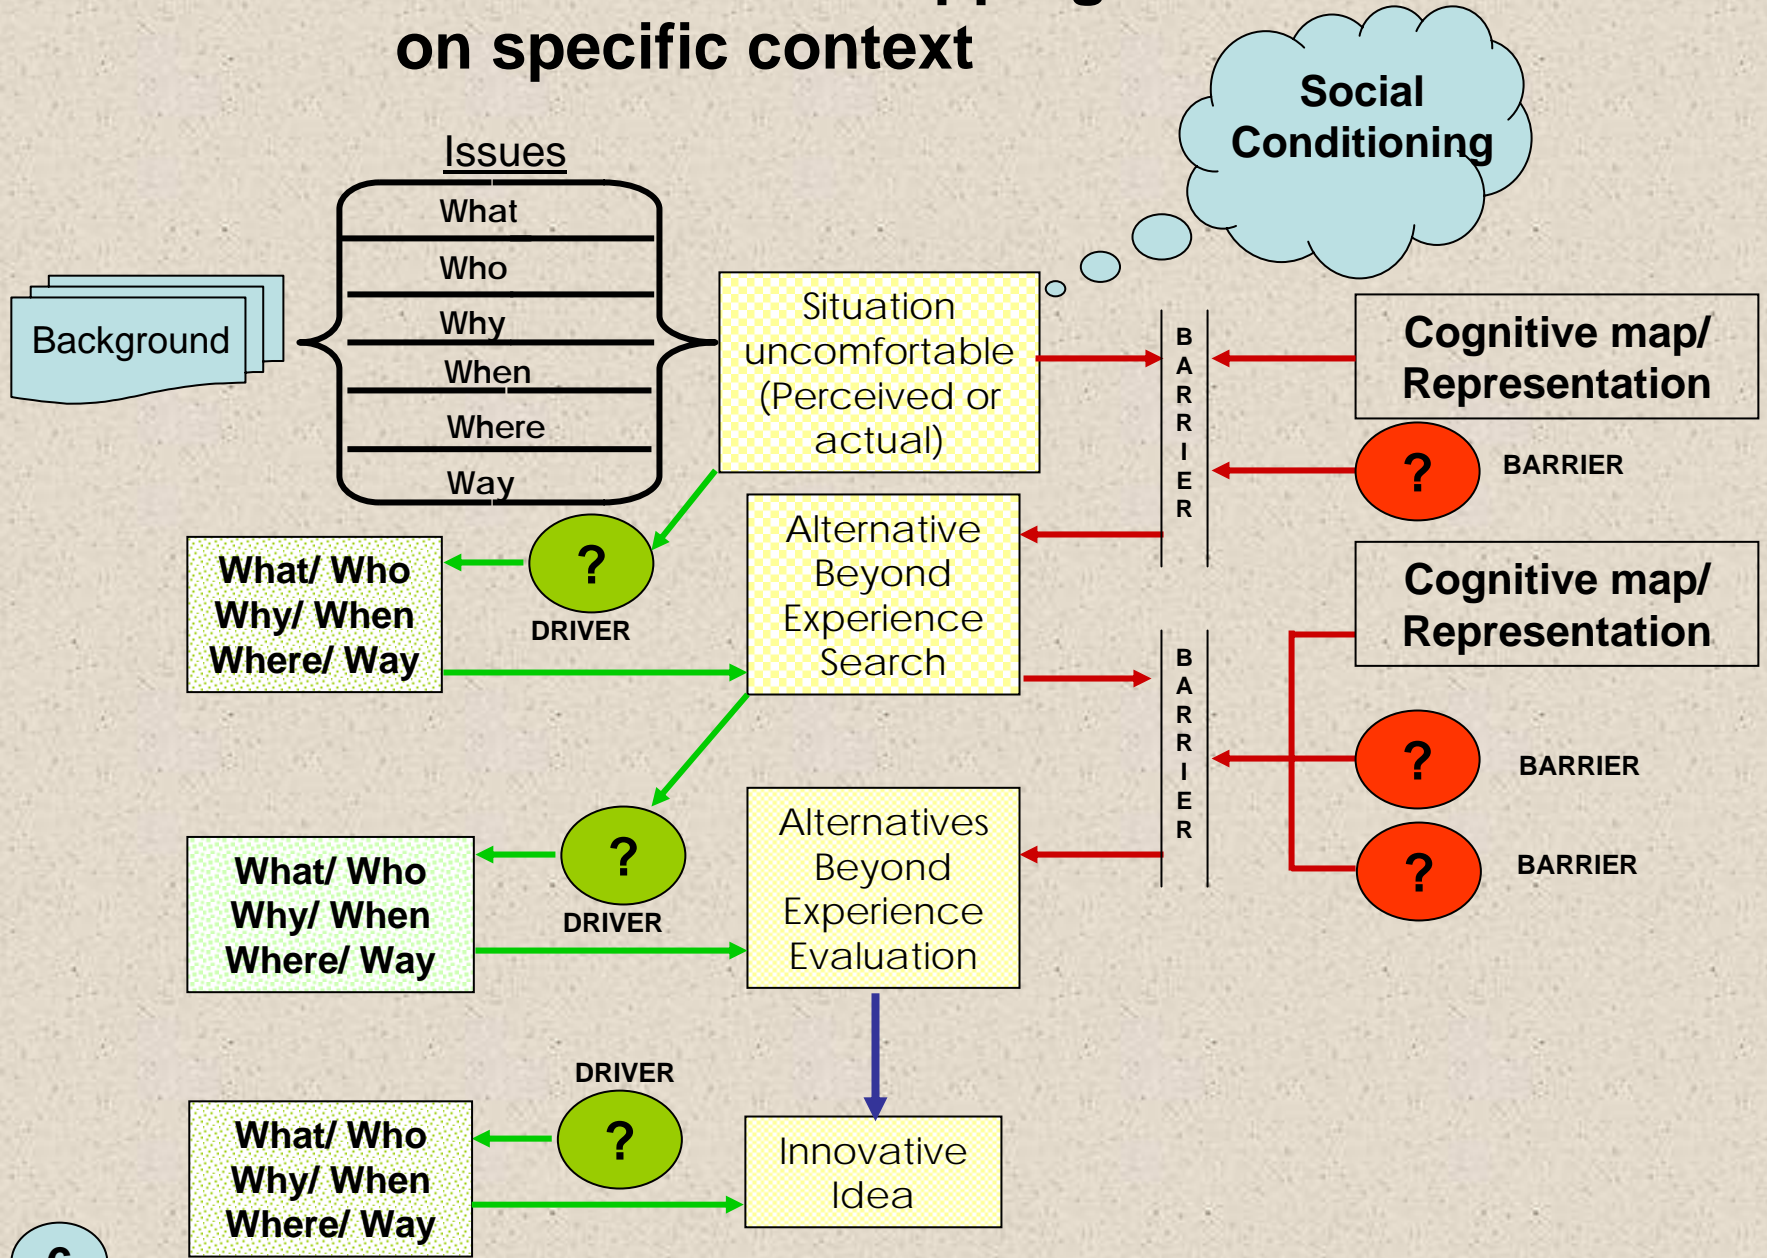 on specific context
Social
Conditioning
Issues
What
Who
Why
When
Where
Way
Background
Situation
uncomfortable
(Perceived or
actual)
BARRIER
Cognitive map/
Representation
?
BARRIER
What/ Who
Why/ When
Where/ Way
?
DRIVER
Alternative
Beyond
Experience
Search
Cognitive map/
Representation
BARRIER
?
BARRIER
?
BARRIER
What/ Who
Why/ When
Where/ Way
?
DRIVER
Alternatives
Beyond
Experience
Evaluation
DRIVER
?
What/ Who
Why/ When
Where/ Way
Innovative
Idea